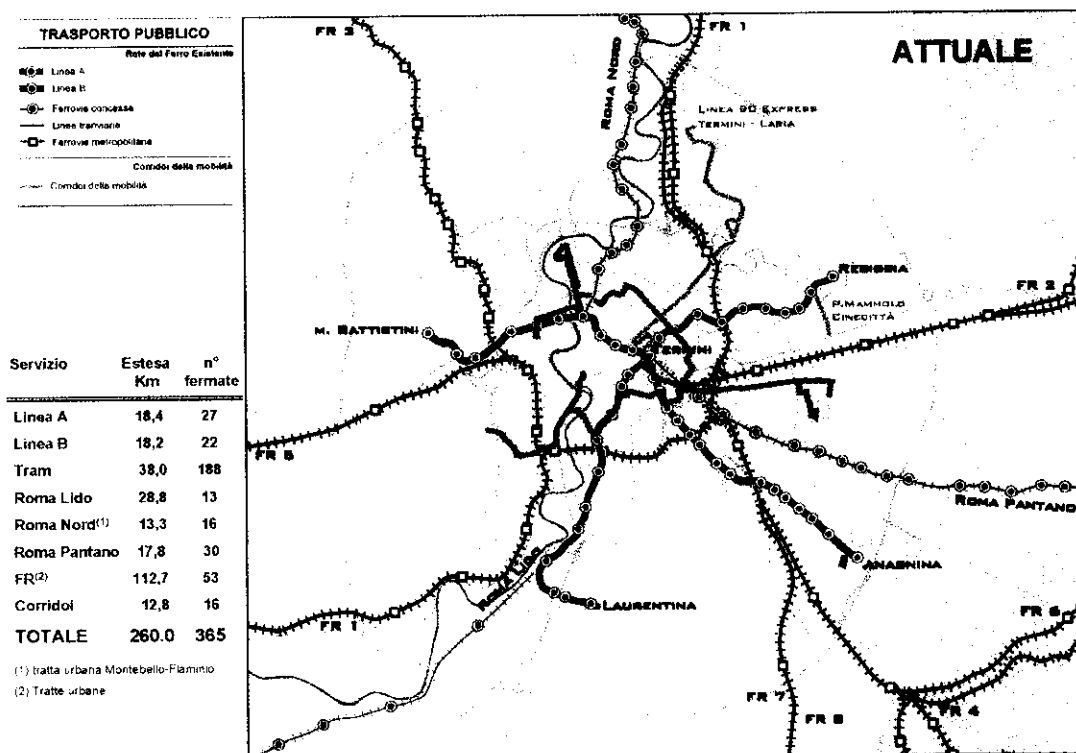 TRASPORTO PUBBLICO
Rete del Ferro Esistente
Linea A
Linea B
Ferrovie concesse
Linee tranviarie
Ferrovie metropolitane
Corridoi della mobilità
Corridoi della mobilità
Servizio Estesa Km n° fermate
Linea A 18,4 27
Linea B 18,2 22
Tram 38,0 188
Roma Lido 28,8 13
Roma Nord(1) 13,3 16
Roma Pantano 17,8 30
FR(2) 112,7 53
Corridoi 12,8 16
TOTALE 260.0 365
(1) tratta urbana Montebello-Flaminio
(2) Tratte urbane
ATTUALE
FR 3
ROMA NORD
FR 1
LINEA 90 EXPRESS
TERMINI - LABIA
REBIBBIA
FR 2
P.MAMMOLO
CINECITTÀ
M. BATTISTINI
TERMINI
FR 5
ROMA PANTANO
ANAGNINA
ROMA LIDO
LAURENTINA
FR 1
FR 6
FR 7
FR 4
FR 8